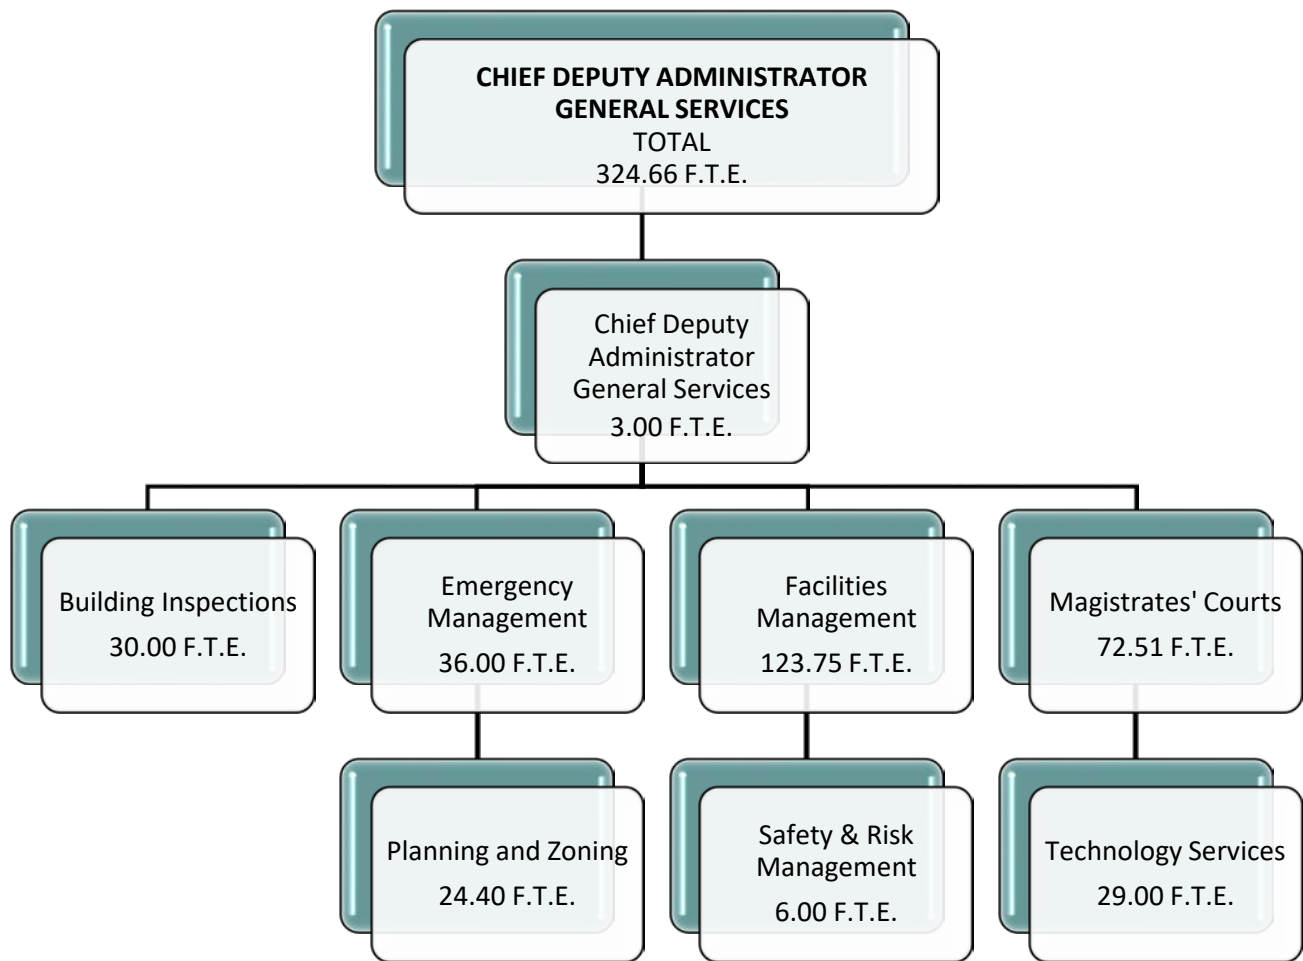 CHIEF DEPUTY ADMINISTRATOR
GENERAL SERVICES
TOTAL
324.66 F.T.E.
Chief Deputy
Administrator
General Services
3.00 F.T.E.
Building Inspections
30.00 F.T.E.
Emergency
Management
36.00 F.T.E.
Facilities
Management
123.75 F.T.E.
Magistrates' Courts
72.51 F.T.E.
Planning and Zoning
24.40 F.T.E.
Safety & Risk
Management
6.00 F.T.E.
Technology Services
29.00 F.T.E.